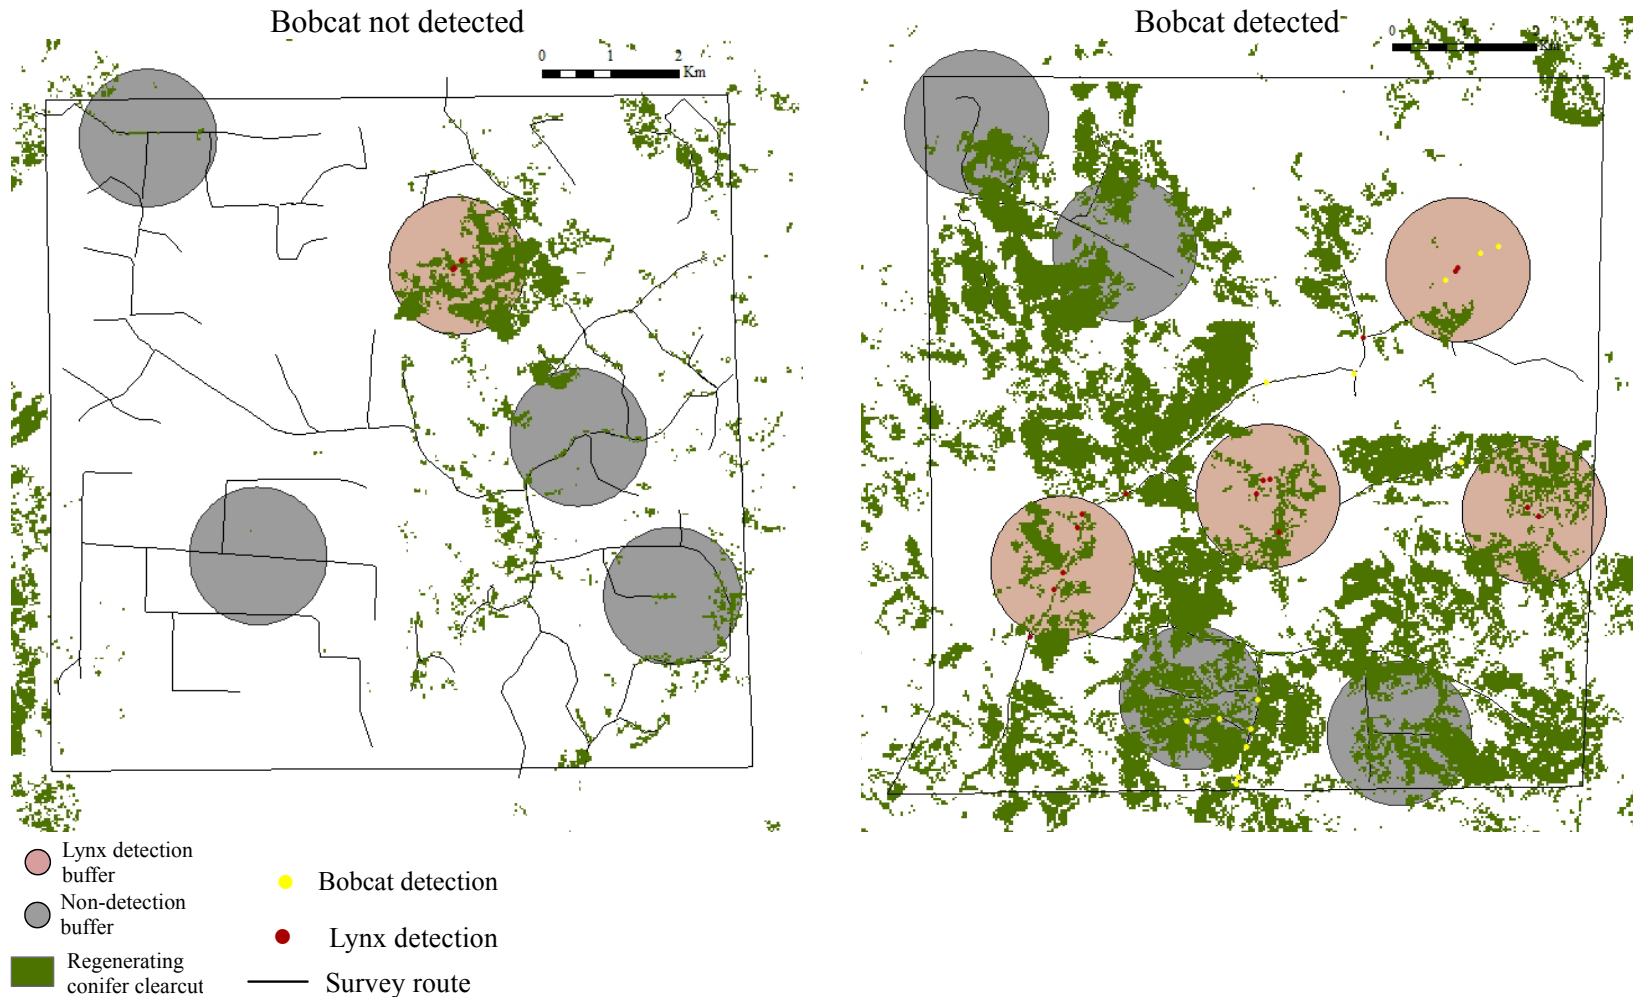 Bobcat not detected
Bobcat detected
0 1 2
Km
0
Lynx detection
buffer
Non-detection
buffer
Regenerating
conifer clearcut
Bobcat detection
Lynx detection
Survey route